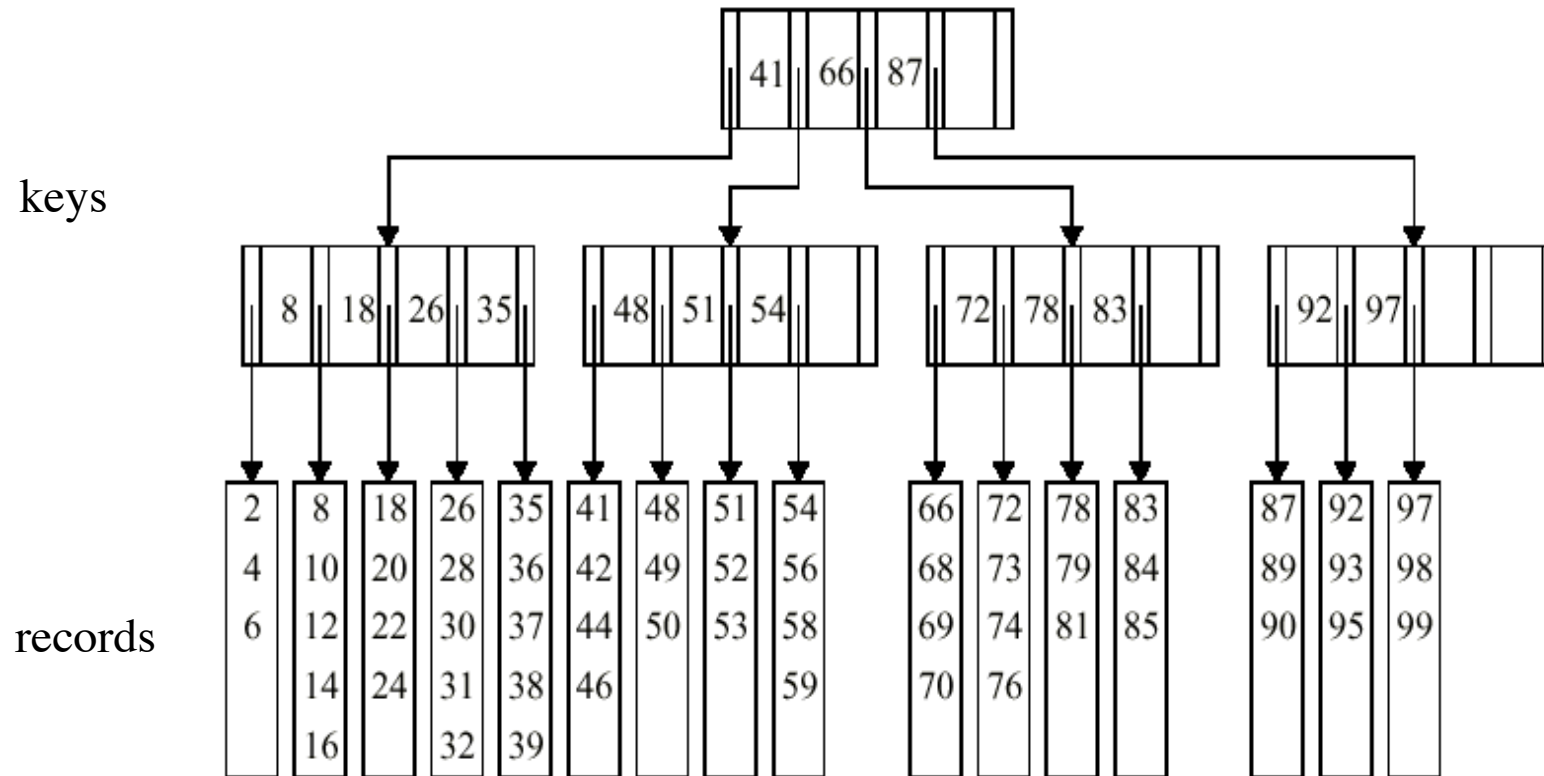 41 66 87
keys
8 18 26 35 48 51 54 72 78 83 92 97
2 8 18 26 35 41 48 51 54 66 72 78 83 87 92 97
4 10 20 28 36 42 49 52 56 68 73 79 84 89 93 98
records
6 12 22 30 37 44 50 53 58 69 74 81 85 90 95 99
14 24 31 38 46 59 70 76
16 32 39